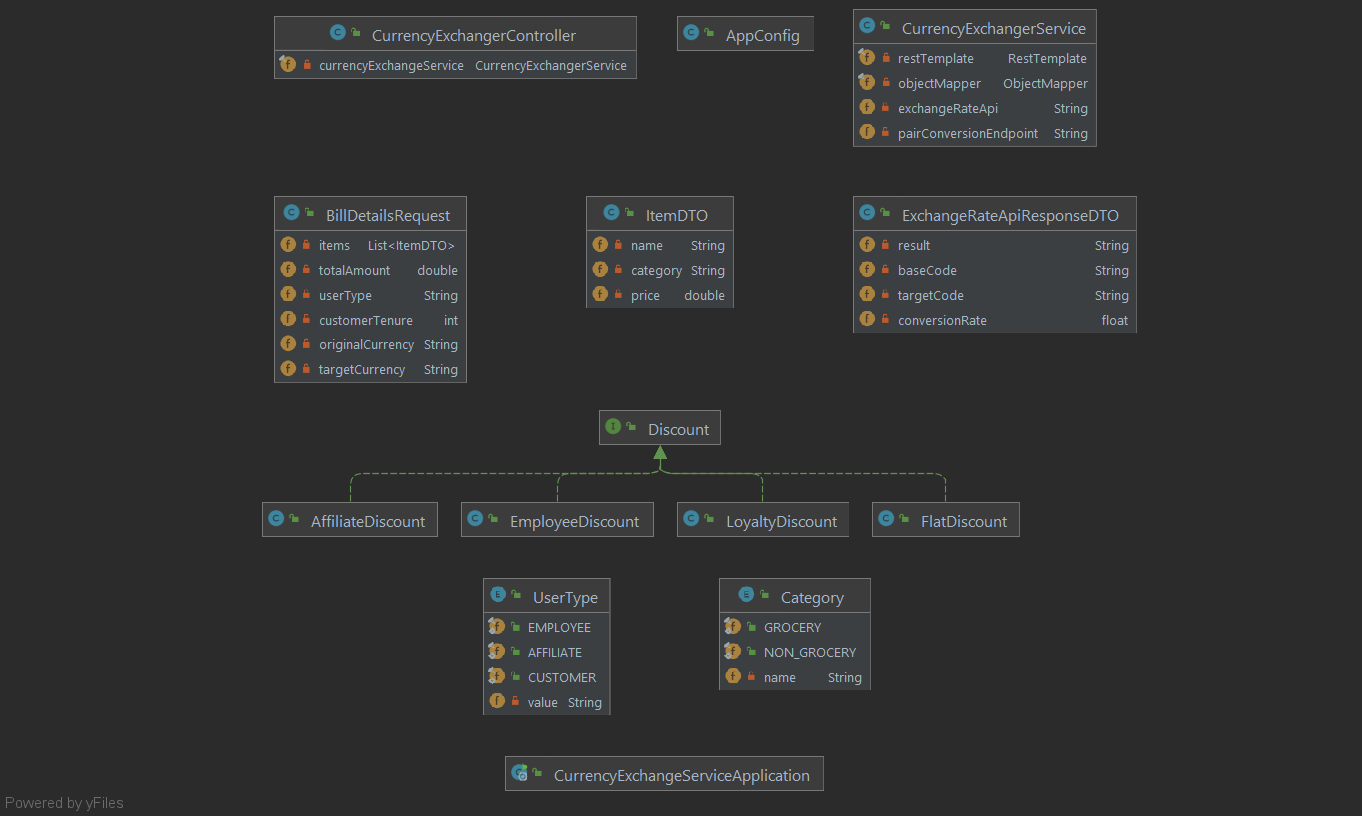 CurrencyExchangerController
currencyExchangeService CurrencyExchangerService
AppConfig
CurrencyExchangerService
restTemplate RestTemplate
objectMapper ObjectMapper
exchangeRateApi String
pairConversionEndpoint String
BillDetailsRequest
items List<ItemDTO>
totalAmount double
userType String
customerTenure int
originalCurrency String
targetCurrency String
ItemDTO
name String
category String
price double
ExchangeRateApiResponseDTO
result String
baseCode String
targetCode String
conversionRate float
Discount
AffiliateDiscount
EmployeeDiscount
LoyaltyDiscount
FlatDiscount
UserType
EMPLOYEE
AFFILIATE
CUSTOMER
value String
Category
GROCERY
NON_GROCERY
name String
CurrencyExchangeServiceApplication
Powered by yFiles